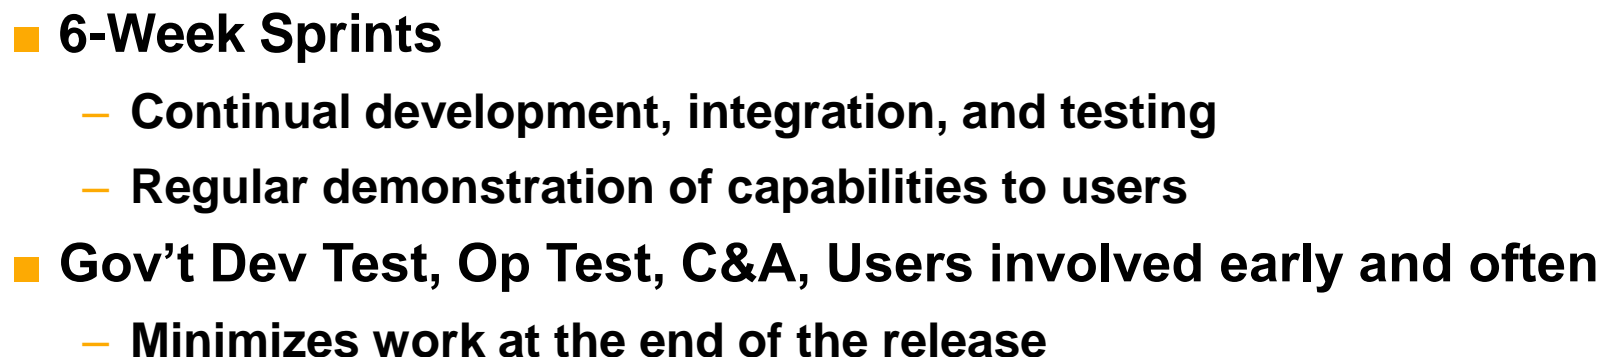 ■ 6-Week Sprints
– Continual development, integration, and testing
– Regular demonstration of capabilities to users
■ Gov’t Dev Test, Op Test, C&A, Users involved early and often
– Minimizes work at the end of the release